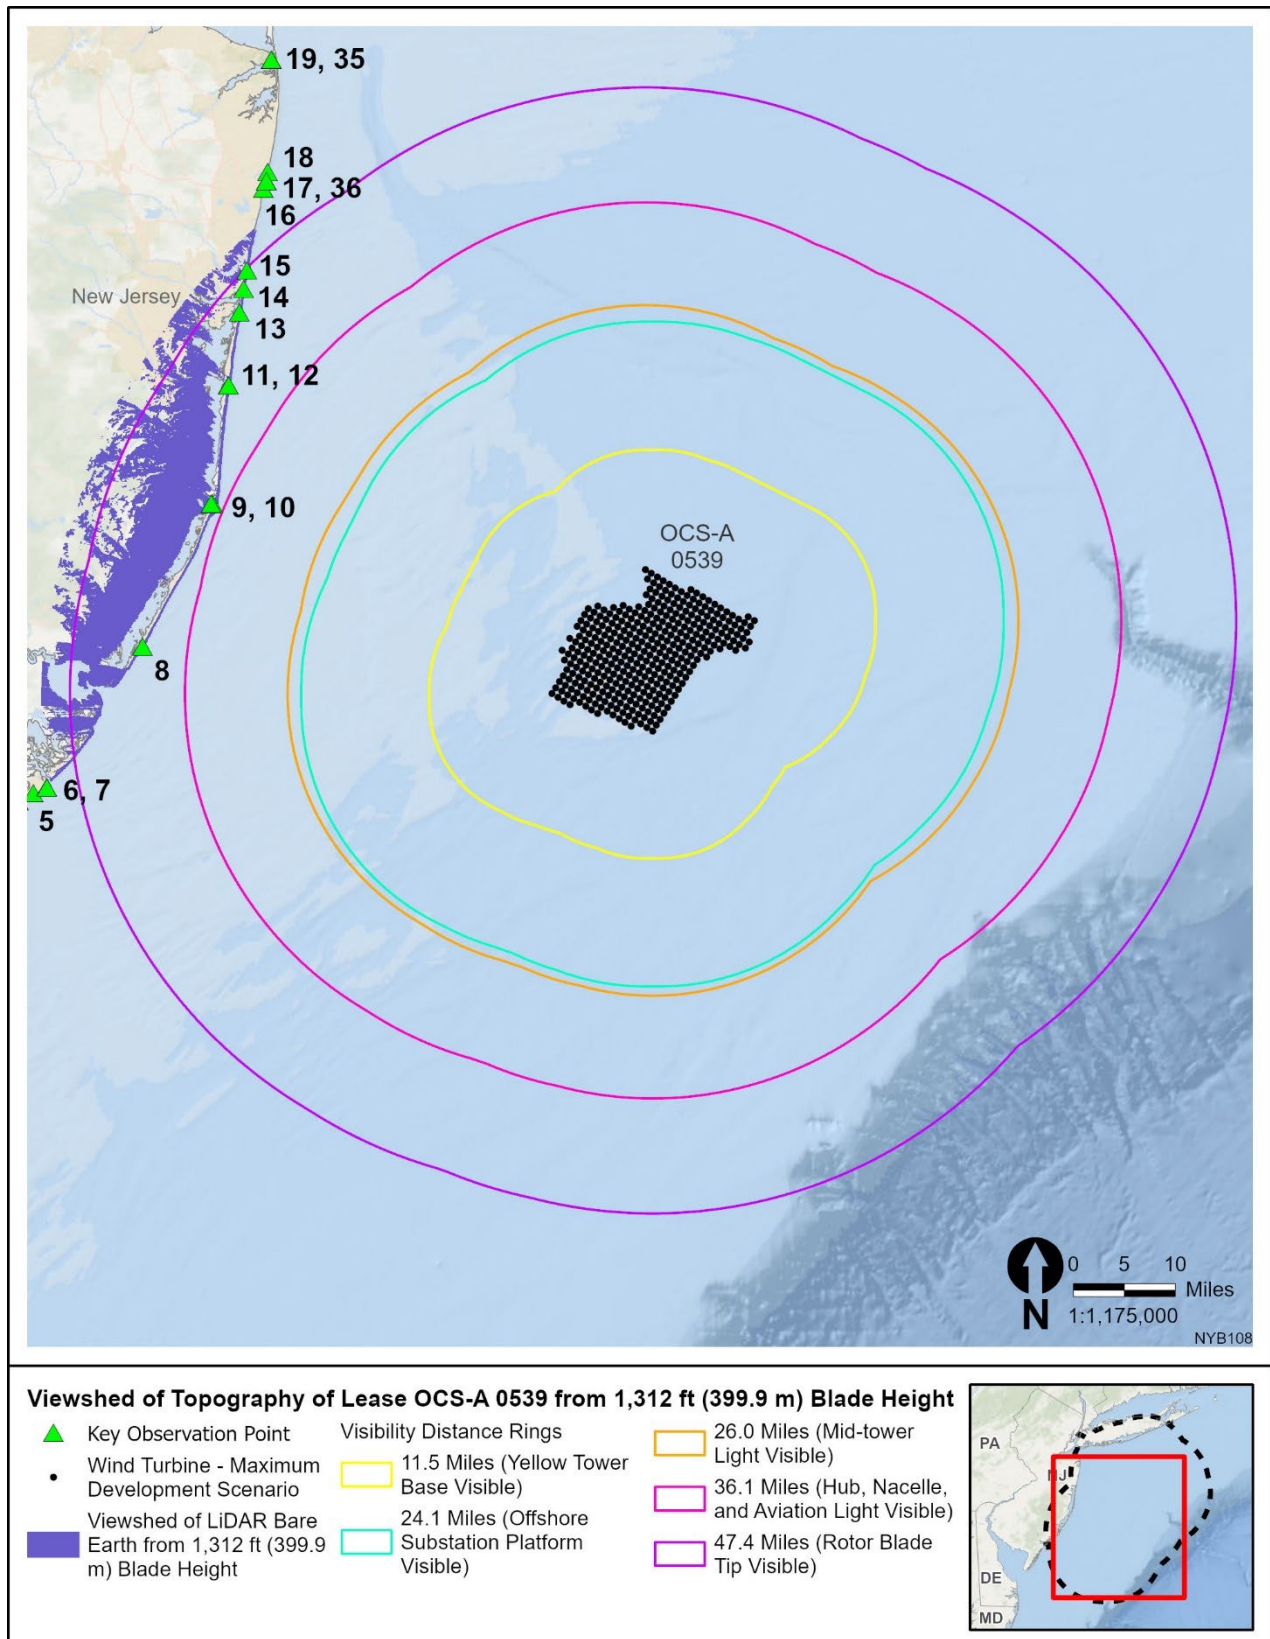 19, 35
18
17, 36
16
15
New Jersey
14
13
11, 12
9, 10
OCS-A
0539
8
6, 7
5
0 5 10
Miles
N
1:1,175,000
NYB108
Viewshed of Topography of Lease OCS-A 0539 from 1,312 ft (399.9 m) Blade Height
Key Observation Point
Wind Turbine - Maximum
Development Scenario
Viewshed of LiDAR Bare
Earth from 1,312 ft (399.9
m) Blade Height
Visibility Distance Rings
11.5 Miles (Yellow Tower
Base Visible)
24.1 Miles (Offshore
Substation Platform
Visible)
26.0 Miles (Mid-tower
Light Visible)
36.1 Miles (Hub, Nacelle,
and Aviation Light Visible)
47.4 Miles (Rotor Blade
Tip Visible)
PA
NJ
DE
MD